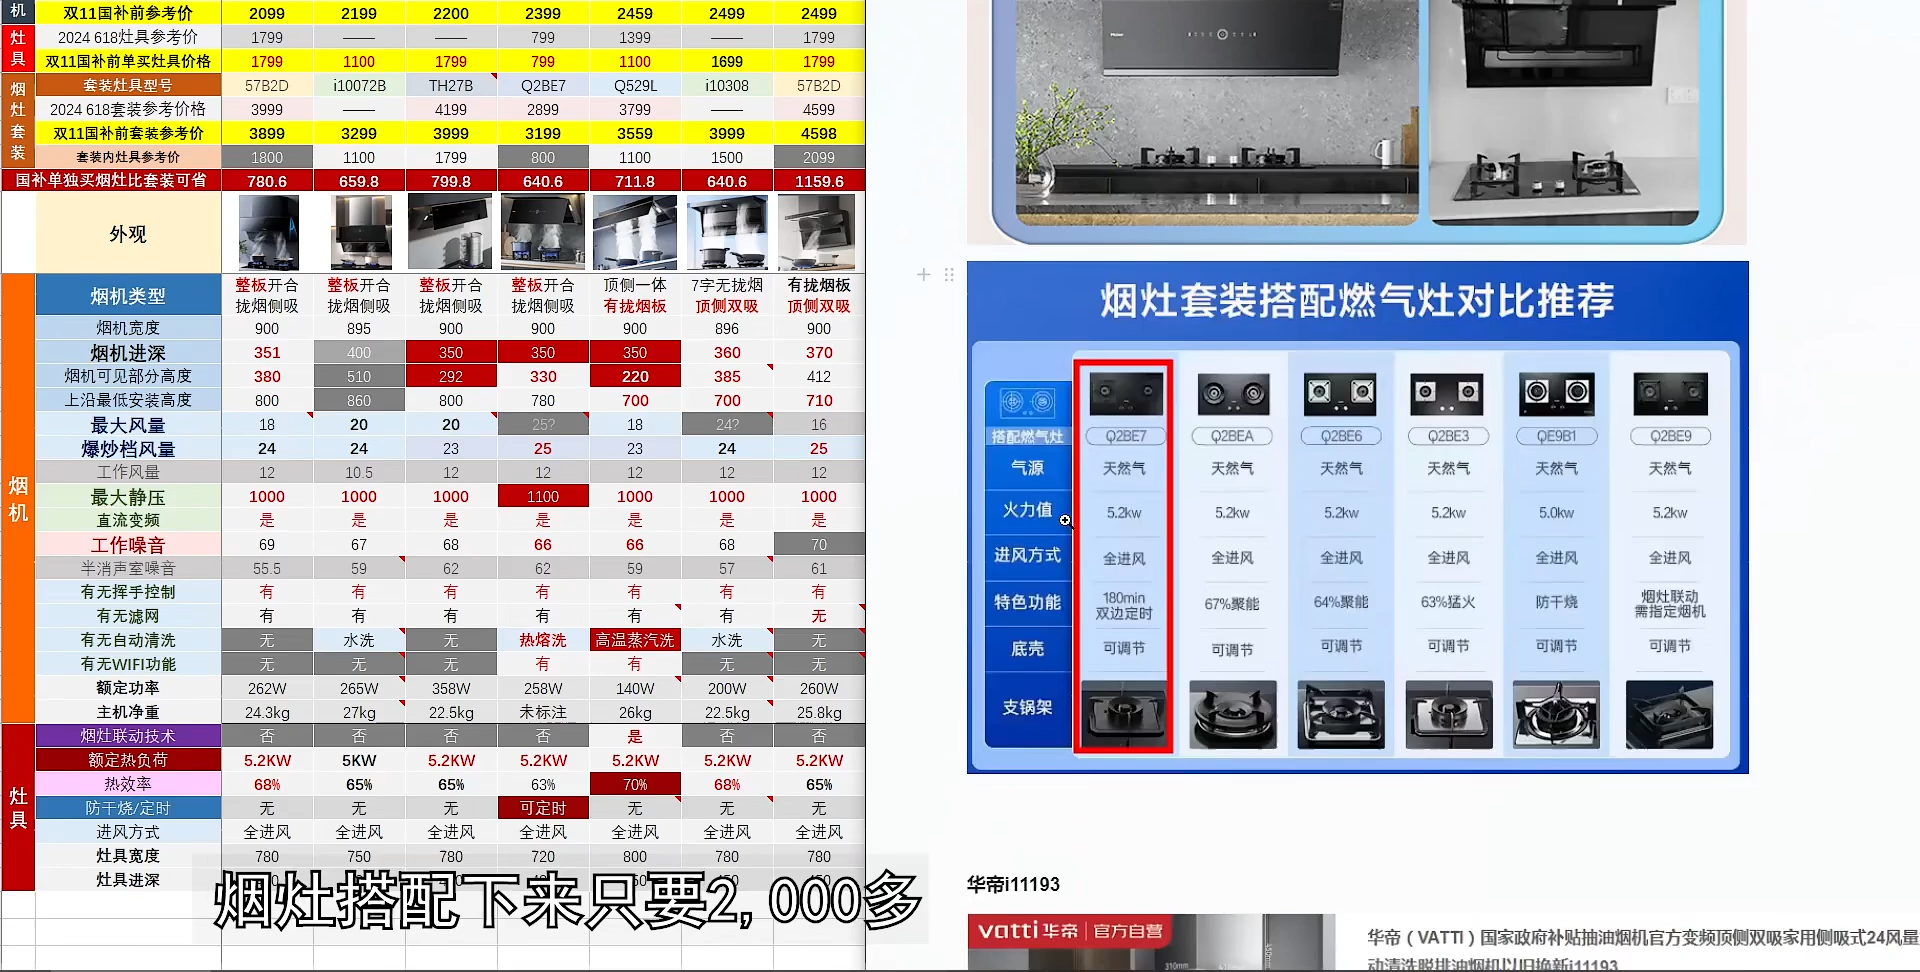 机 双11国补前参考价 2099 2199 2200 2399 2459 2499 2499
灶具 2024 618灶具参考价 1799 —— —— 799 1399 —— 1799
双11国补前单买灶具价格 1799 1100 1799 799 1100 1699 1799
烟灶套装 套装灶具型号 57B2D i10072B TH27B Q2BE7 Q529L i10308 57B2D
2024 618套装参考价格 3999 —— 4199 2899 3799 —— 4599
双11国补前套装参考价 3899 3299 3999 3199 3559 3999 4598
套装内灶具参考价 1800 1100 1799 800 1100 1500 2099
国补单独买烟灶比套装可省 780.6 659.8 799.8 640.6 711.8 640.6 1159.6
外观
烟机
烟机类型 整板开合拢烟侧吸 整板开合拢烟侧吸 整板开合拢烟侧吸 整板开合拢烟侧吸 顶侧一体有拢烟板 7字无拢烟顶侧双吸 有拢烟板顶侧双吸
烟机宽度 900 895 900 900 900 896 900
烟机进深 351 400 350 350 350 360 370
烟机可见部分高度 380 510 292 330 220 385 412
上沿最低安装高度 800 860 800 780 700 700 710
最大风量 18 20 20 25? 18 24? 16
爆炒档风量 24 24 23 25 23 24 25
工作风量 12 10.5 12 12 12 12 12
最大静压 1000 1000 1000 1100 1000 1000 1000
直流变频 是 是 是 是 是 是 是
工作噪音 69 67 68 66 66 68 70
半消声室噪音 55.5 59 62 62 59 57 61
有无挥手控制 有 有 有 有 有 有 有
有无滤网 有 有 有 有 有 有 无
有无自动清洗 无 水洗 无 热熔洗 高温蒸汽洗 水洗 无
有无WIFI功能 无 无 无 有 有 无 无
额定功率 262W 265W 358W 258W 140W 200W 260W
主机净重 24.3kg 27kg 22.5kg 未标注 26kg 22.5kg 25.8kg
灶具
烟灶联动技术 否 否 否 否 是 否 否
额定热负荷 5.2KW 5KW 5.2KW 5.2KW 5.2KW 5.2KW 5.2KW
热效率 68% 65% 65% 63% 70% 68% 65%
防干烧/定时 无 无 无 可定时 无 无 无
进风方式 全进风 全进风 全进风 全进风 全进风 全进风 全进风
灶具宽度 780 750 780 720 800 780 780
灶具进深
烟灶搭配下来只要2,000多
Haier
烟灶套装搭配燃气灶对比推荐
搭配燃气灶 Q2BE7 Q2BEA Q2BE6 Q2BE3 QE9B1 Q2BE9
气源 天然气 天然气 天然气 天然气 天然气 天然气
火力值 5.2kw 5.2kw 5.2kw 5.2kw 5.0kw 5.2kw
进风方式 全进风 全进风 全进风 全进风 全进风 全进风
特色功能 180min双边定时 67%聚能 64%聚能 63%猛火 防干烧 烟灶联动需指定烟机
底壳 可调节 可调节 可调节 可调节 可调节 可调节
支锅架
华帝i11193
vatti华帝|官方自营
310mm
华帝（VATTI）国家政府补贴抽油烟机官方变频顶侧双吸家用侧吸式24风量
动清洗脱排油烟机以旧换新i11193